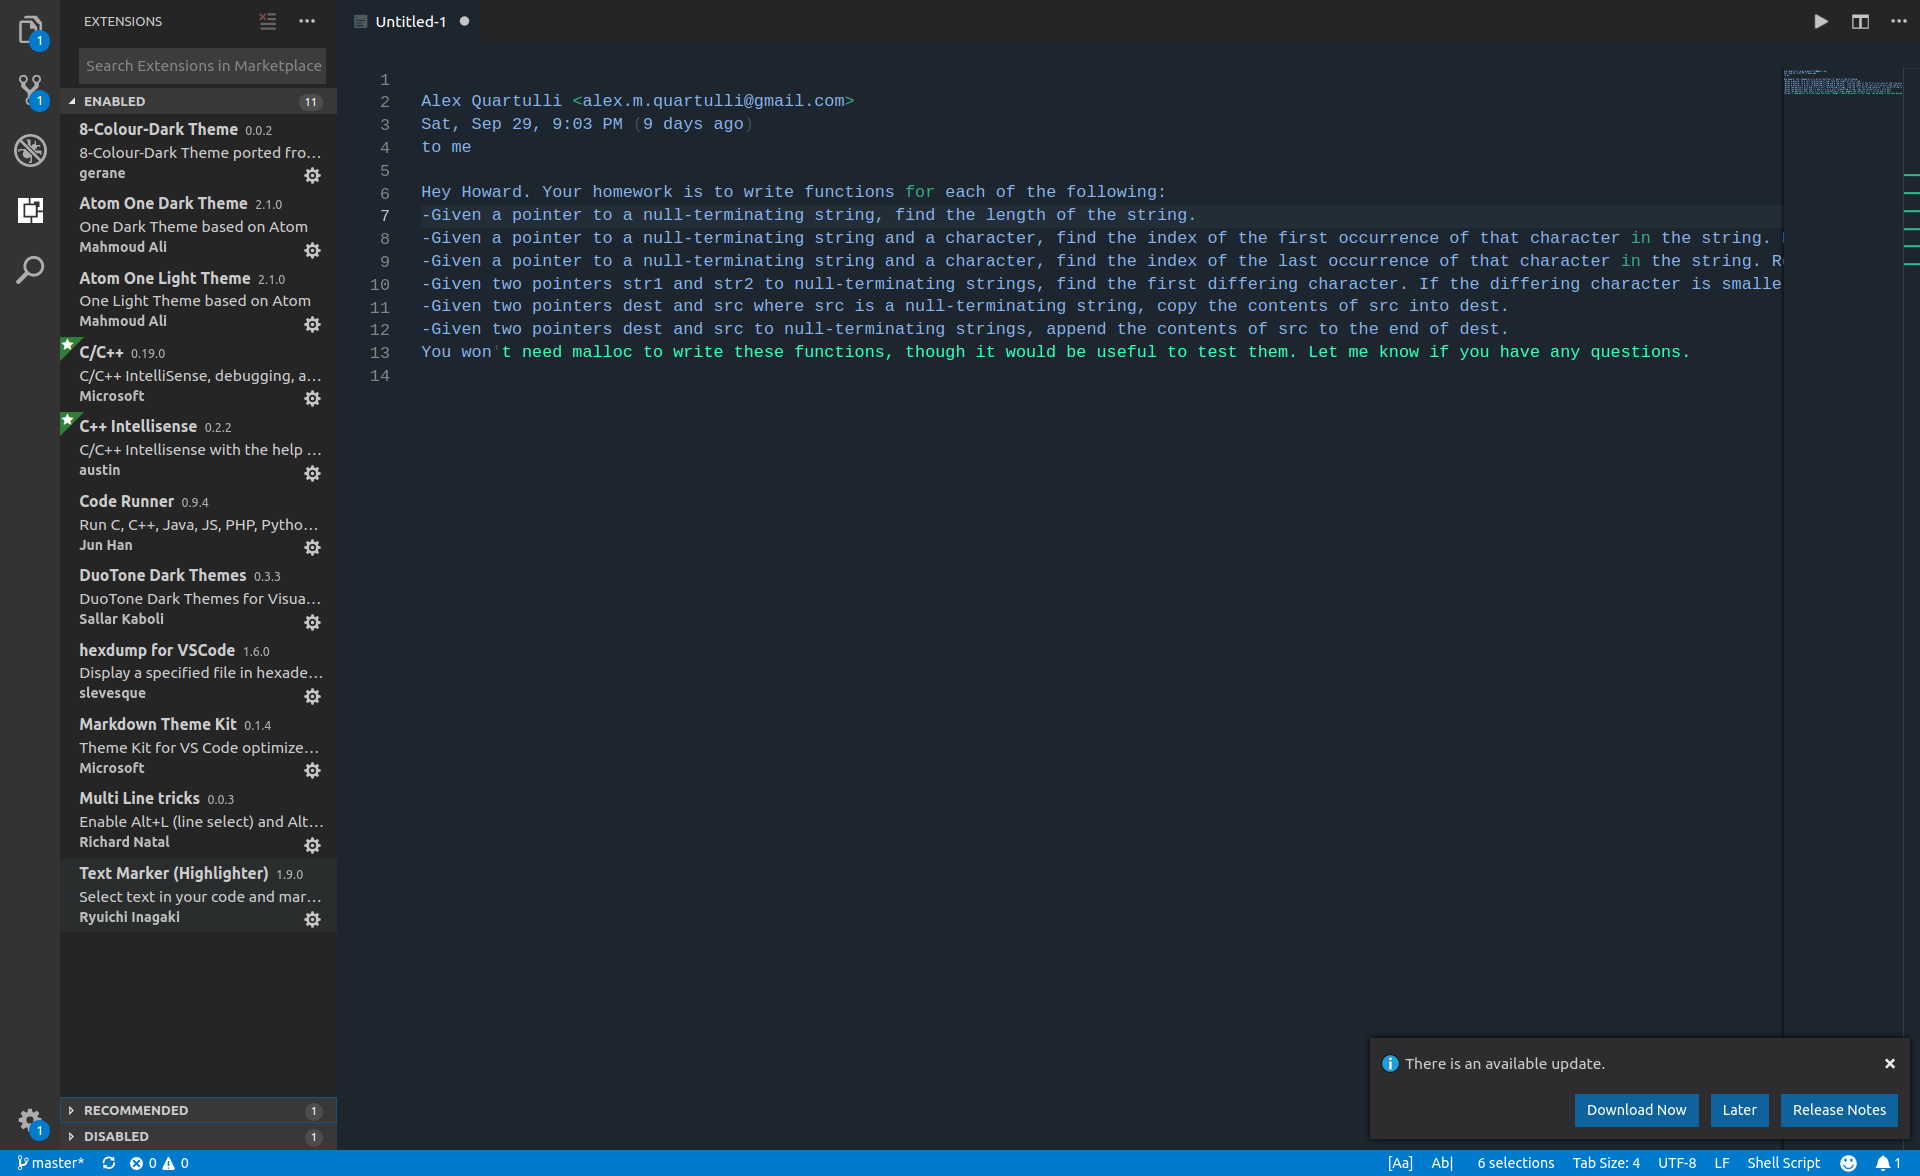 EXTENSIONS
Search Extensions in Marketplace
ENABLED 11
8-Colour-Dark Theme 0.0.2
8-Colour-Dark Theme ported fro…
gerane
Atom One Dark Theme 2.1.0
One Dark Theme based on Atom
Mahmoud Ali
Atom One Light Theme 2.1.0
One Light Theme based on Atom
Mahmoud Ali
C/C++ 0.19.0
C/C++ IntelliSense, debugging, a…
Microsoft
C++ Intellisense 0.2.2
C/C++ Intellisense with the help …
austin
Code Runner 0.9.4
Run C, C++, Java, JS, PHP, Pytho…
Jun Han
DuoTone Dark Themes 0.3.3
DuoTone Dark Themes for Visua…
Sallar Kaboli
hexdump for VSCode 1.6.0
Display a specified file in hexade…
slevesque
Markdown Theme Kit 0.1.4
Theme Kit for VS Code optimize…
Microsoft
Multi Line tricks 0.0.3
Enable Alt+L (line select) and Alt…
Richard Natal
Text Marker (Highlighter) 1.9.0
Select text in your code and mar…
Ryuichi Inagaki
RECOMMENDED 1
DISABLED 1
1
1
1
Untitled-1
1
2 Alex Quartulli <alex.m.quartulli@gmail.com>
3 Sat, Sep 29, 9:03 PM (9 days ago)
4 to me
5
6 Hey Howard. Your homework is to write functions for each of the following:
7 -Given a pointer to a null-terminating string, find the length of the string.
8 -Given a pointer to a null-terminating string and a character, find the index of the first occurrence of that character in the string.
9 -Given a pointer to a null-terminating string and a character, find the index of the last occurrence of that character in the string. Re
10 -Given two pointers str1 and str2 to null-terminating strings, find the first differing character. If the differing character is smalle
11 -Given two pointers dest and src where src is a null-terminating string, copy the contents of src into dest.
12 -Given two pointers dest and src to null-terminating strings, append the contents of src to the end of dest.
13 You won't need malloc to write these functions, though it would be useful to test them. Let me know if you have any questions.
14
There is an available update.
Download Now Later Release Notes
master* 0 0 [Aa] Ab| 6 selections Tab Size: 4 UTF-8 LF Shell Script 1